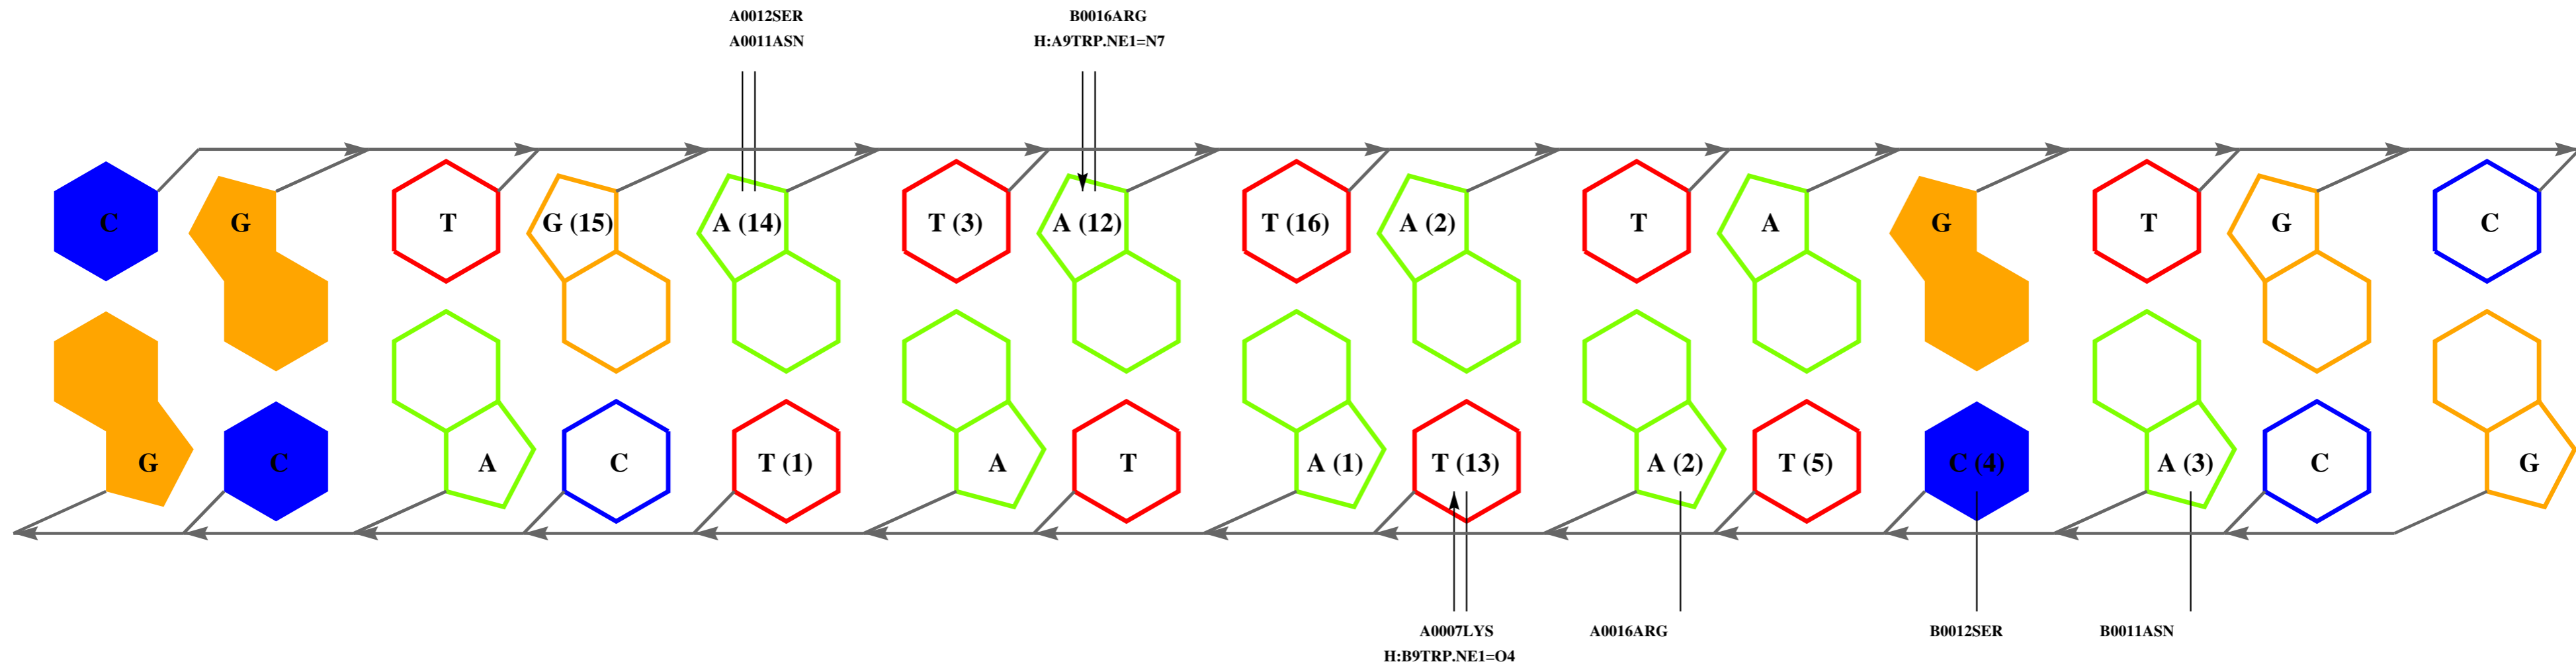 A0012SER B0016ARG
A0011ASN H:A9TRP.NE1=N7
C G T G (15) A (14) T (3) A (12) T (16) A (2) T A G T G C
G C A C T (1) A T A (1) T (13) A (2) T (5) C (4) A (3) C G
A0007LYS A0016ARG B0012SER B0011ASN
H:B9TRP.NE1=O4